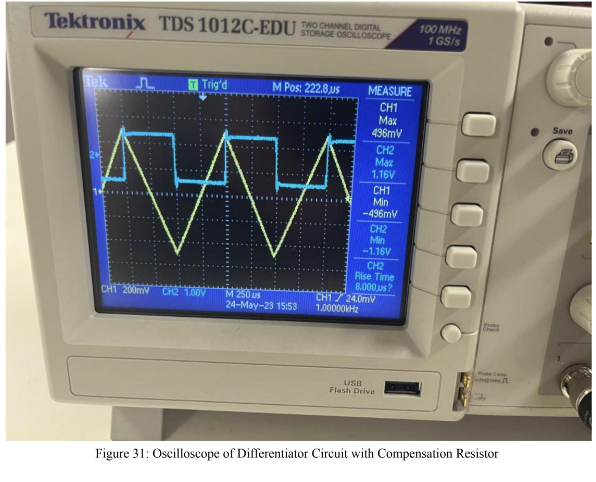 Tektronix TDS 1012C-EDU TWO CHANNEL DIGITAL STORAGE OSCILLOSCOPE
100 MHz
1 GS/s
Tek T Trig'd M Pos: 222.8µs MEASURE
CH1
Max
496mV
CH2
Max
1.16V
CH1
Min
-496mV
CH2
Min
-1.16V
CH2
Rise Time
8.000µs?
2
1
CH1 200mV CH2 1.00V M 250µs CH1 / 24.0mV
24-May-23 15:53 1.00000kHz
Save
Probe
Check
USB
Flash Drive
Probe Comp
1
Figure 31: Oscilloscope of Differentiator Circuit with Compensation Resistor